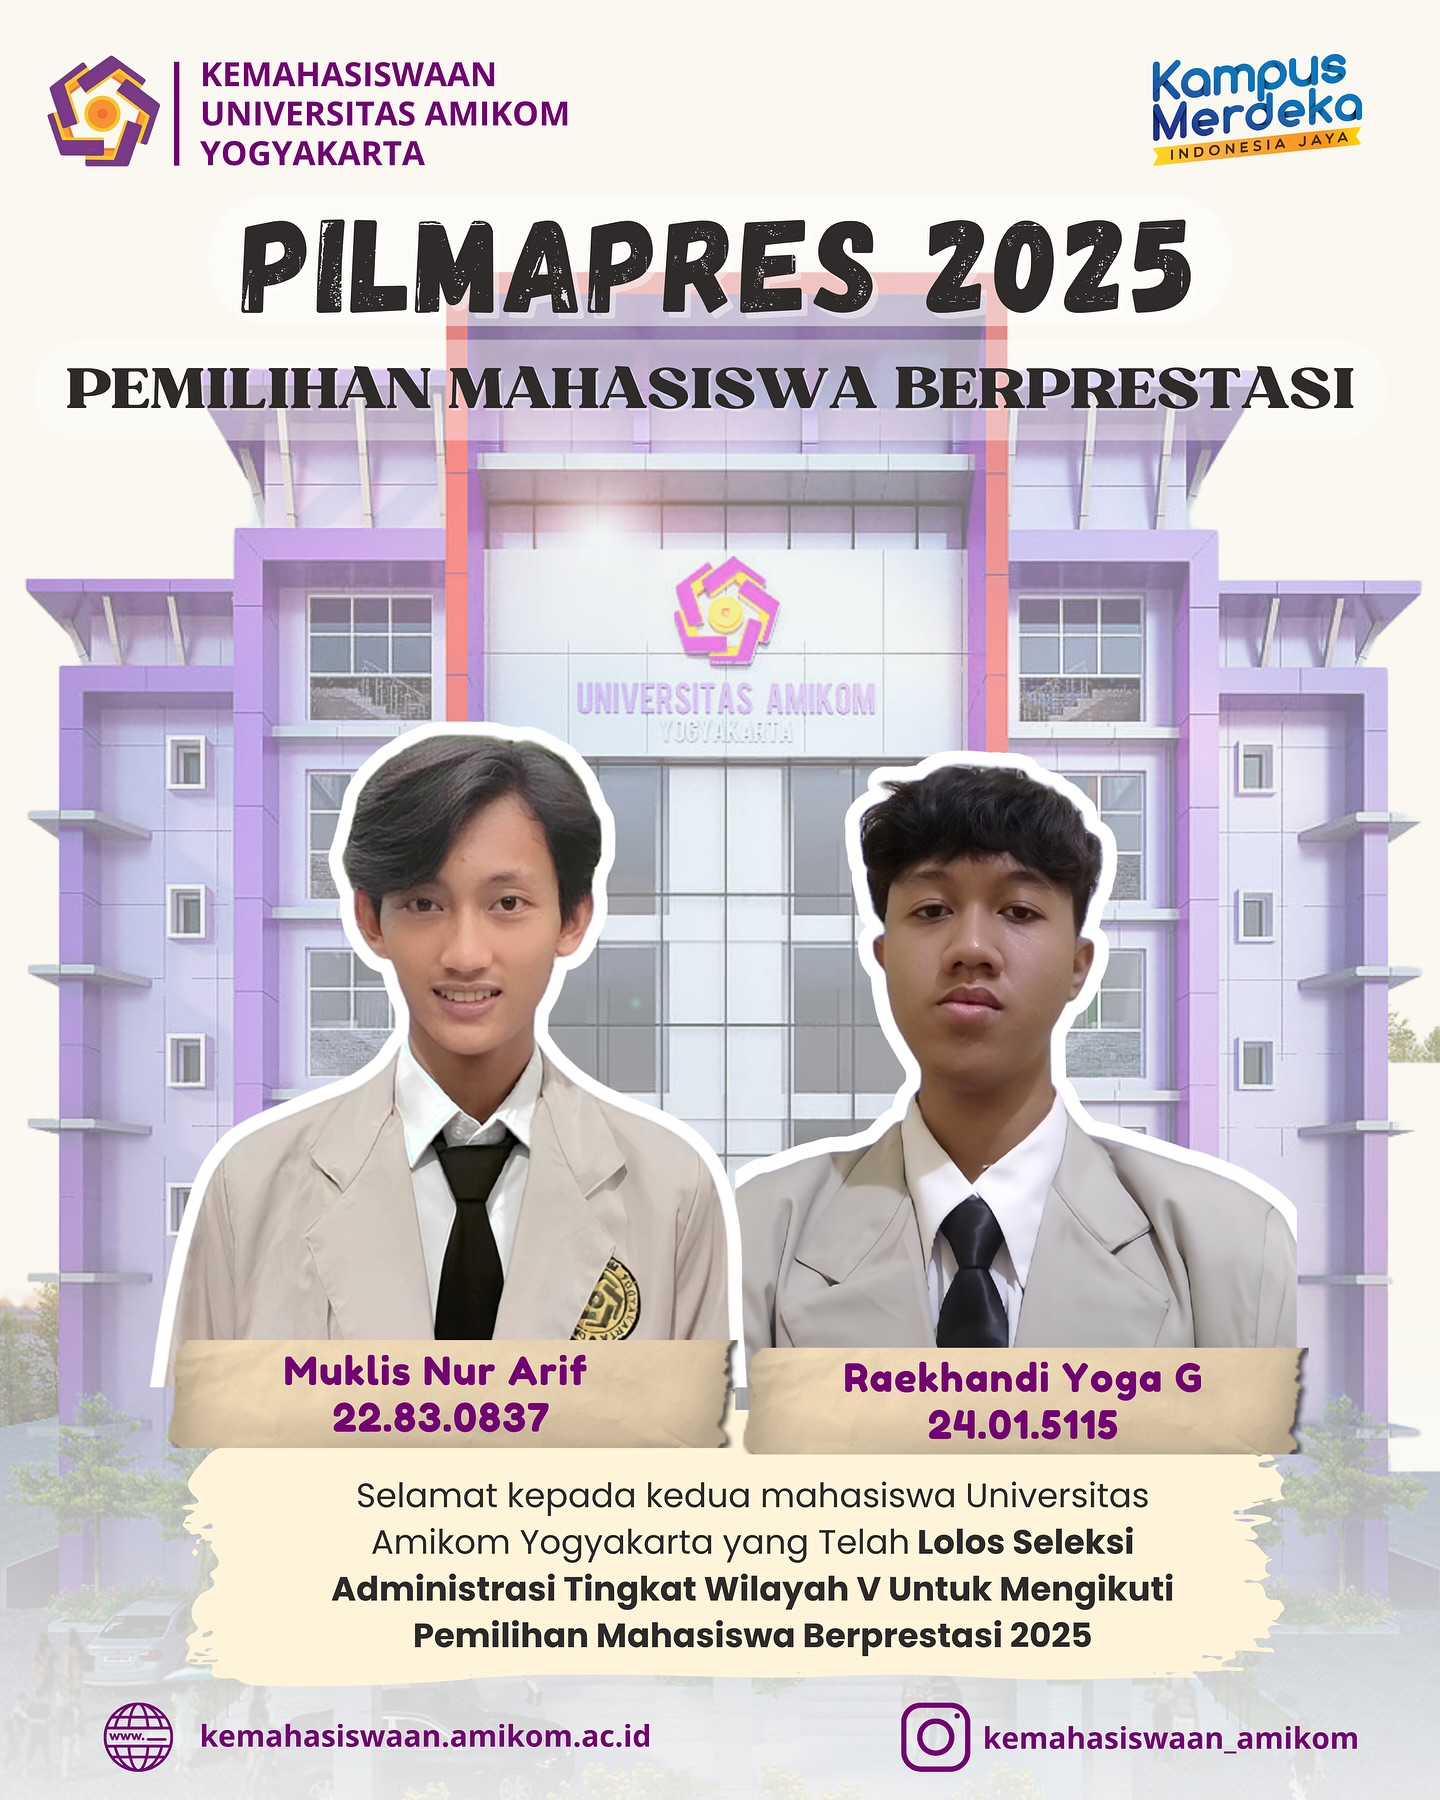 KEMAHASISWAAN
UNIVERSITAS AMIKOM
YOGYAKARTA
Kampus
Merdeka
INDONESIA JAYA
PILMAPRES 2025
PEMILIHAN MAHASISWA BERPRESTASI
UNIVERSITAS AMIKOM
YOGYAKARTA
Muklis Nur Arif
22.83.0837
Raekhandi Yoga G
24.01.5115
Selamat kepada kedua mahasiswa Universitas
Amikom Yogyakarta yang Telah Lolos Seleksi
Administrasi Tingkat Wilayah V Untuk Mengikuti
Pemilihan Mahasiswa Berprestasi 2025
www.
kemahasiswaan.amikom.ac.id
kemahasiswaan_amikom